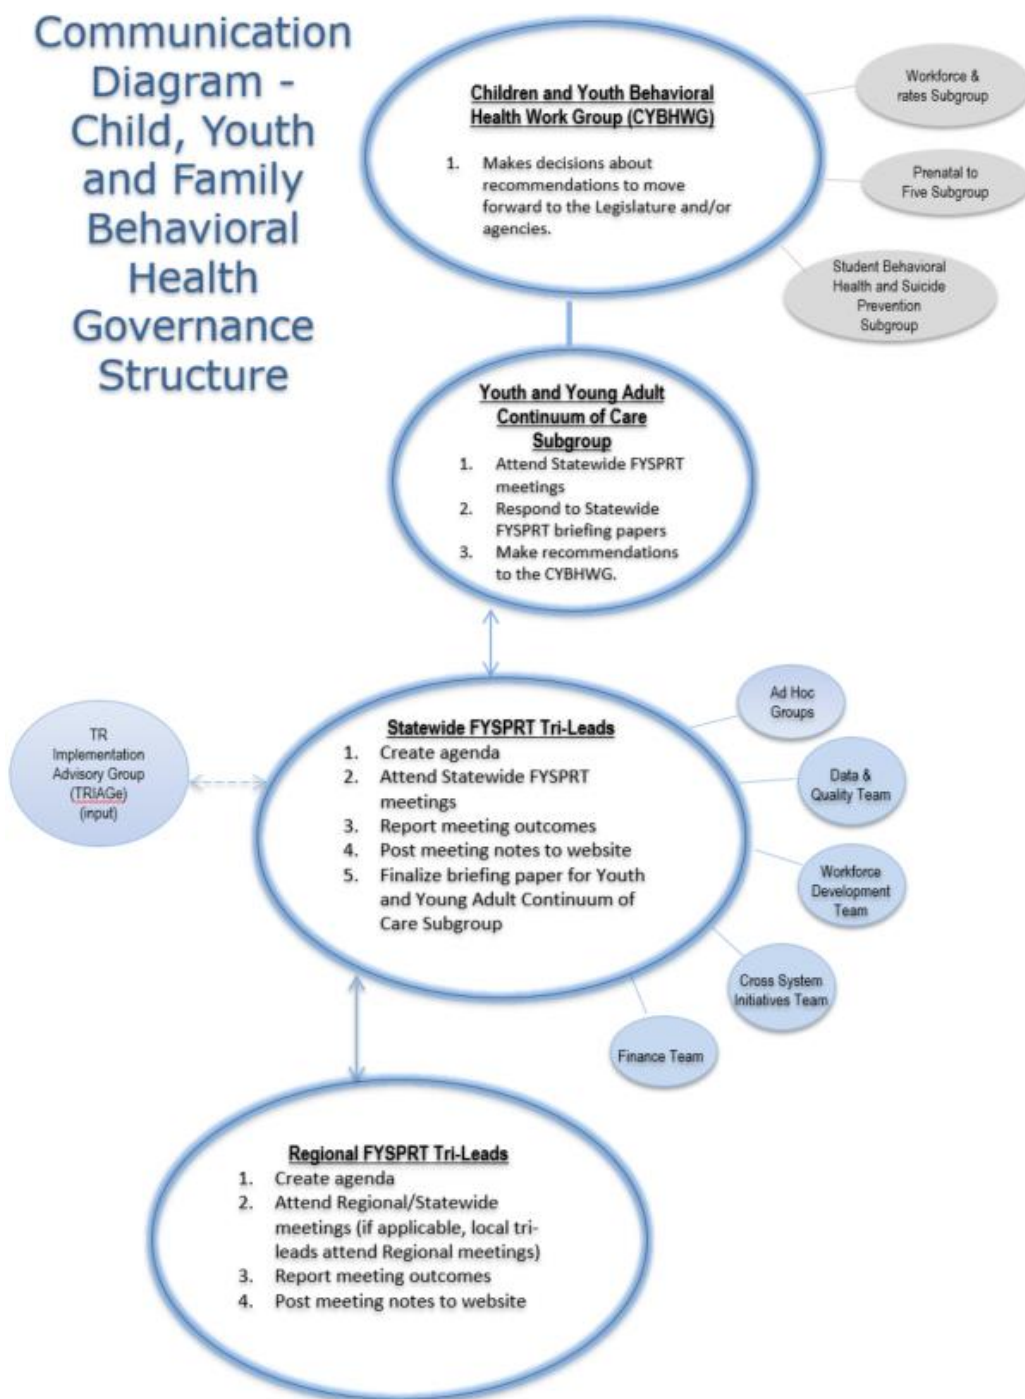 Communication
Diagram -
Child, Youth
and Family
Behavioral
Health
Governance
Structure
Children and Youth Behavioral
Health Work Group (CYBHWG)
1. Makes decisions about
recommendations to move
forward to the Legislature and/or
agencies.
Workforce &
rates Subgroup
Prenatal to
Five Subgroup
Student Behavioral
Health and Suicide
Prevention
Subgroup
Youth and Young Adult
Continuum of Care
Subgroup
1. Attend Statewide FYSPRT
meetings
2. Respond to Statewide
FYSPRT briefing papers
3. Make recommendations
to the CYBHWG.
TR
Implementation
Advisory Group
(TRIAGe)
(input)
Statewide FYSPRT Tri-Leads
1. Create agenda
2. Attend Statewide FYSPRT
meetings
3. Report meeting outcomes
4. Post meeting notes to website
5. Finalize briefing paper for Youth
and Young Adult Continuum of
Care Subgroup
Ad Hoc
Groups
Data &
Quality Team
Workforce
Development
Team
Cross System
Initiatives Team
Finance Team
Regional FYSPRT Tri-Leads
1. Create agenda
2. Attend Regional/Statewide
meetings (if applicable, local tri-
leads attend Regional meetings)
3. Report meeting outcomes
4. Post meeting notes to website